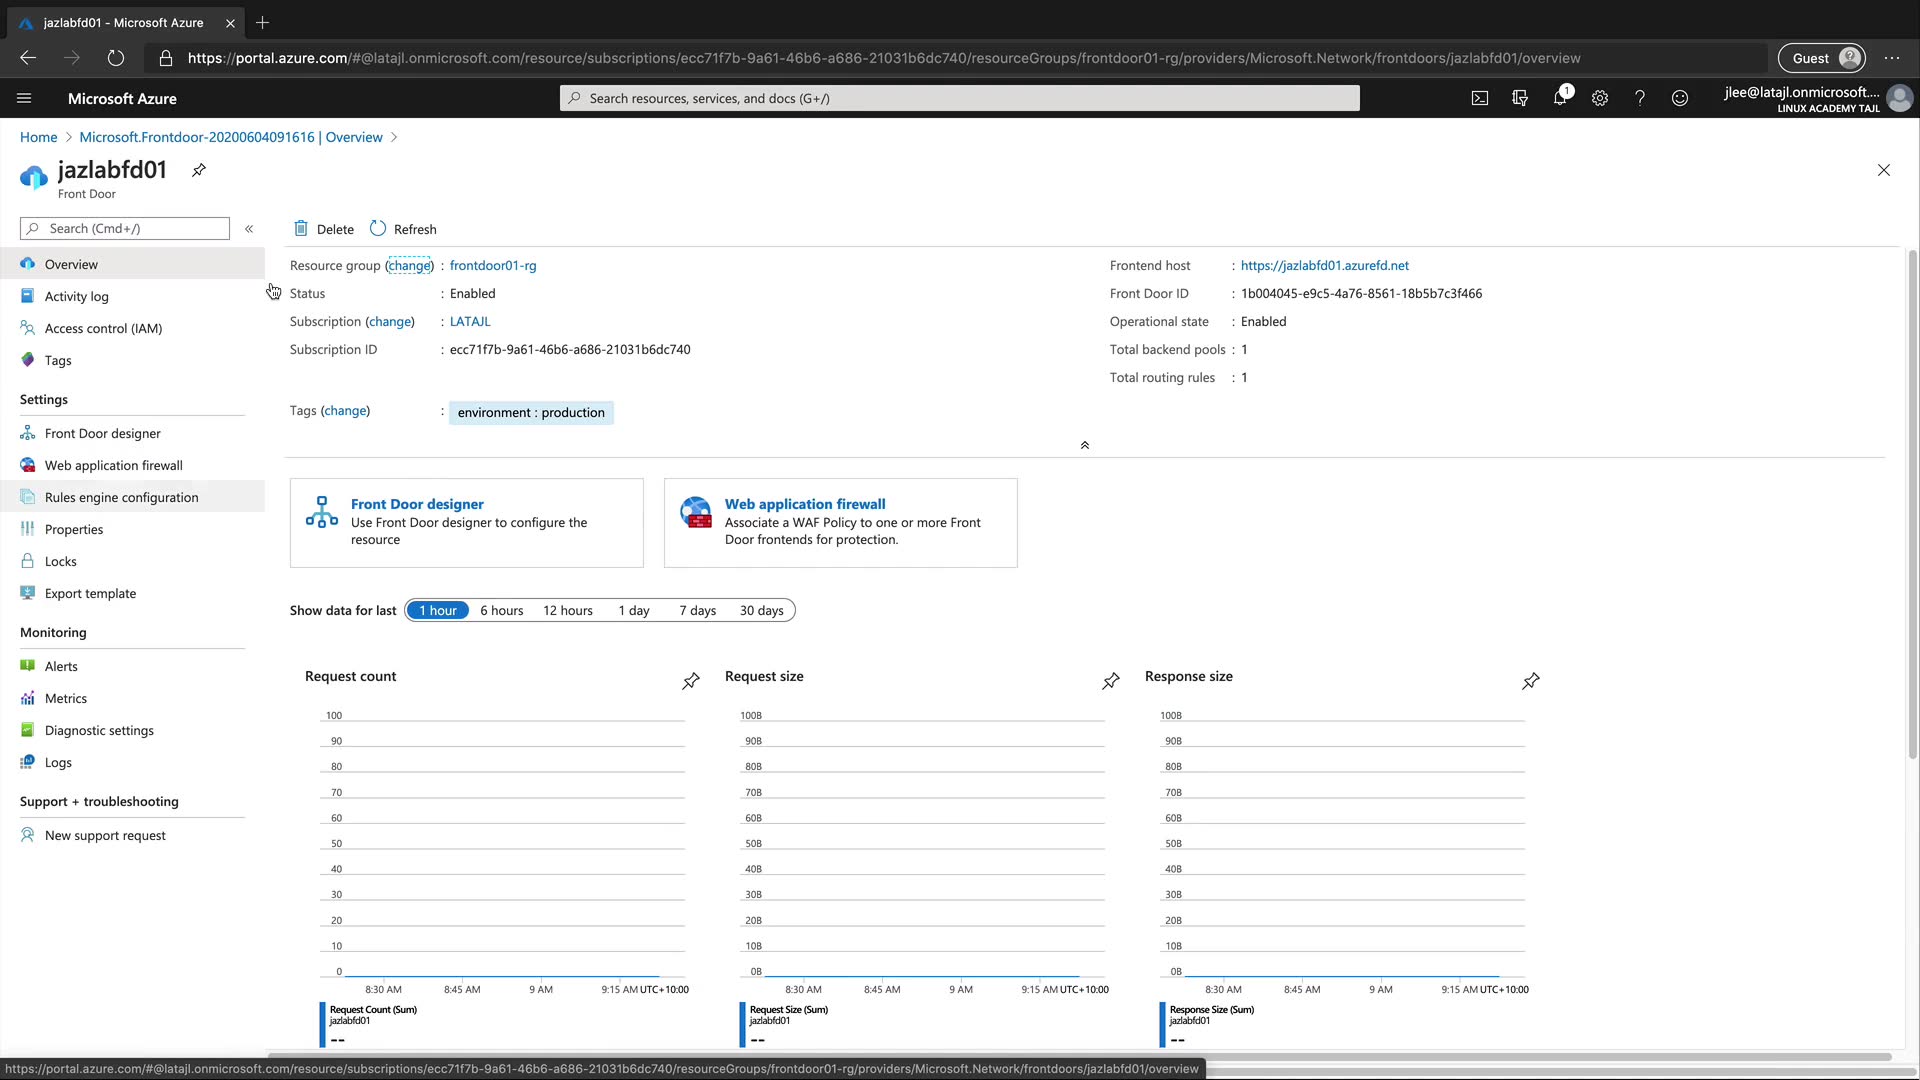 jazlabfd01 - Microsoft Azure
https://portal.azure.com/#@latajl.onmicrosoft.com/resource/subscriptions/ecc71f7b-9a61-46b6-a686-21031b6dc740/resourceGroups/frontdoor01-rg/providers/Microsoft.Network/frontdoors/jazlabfd01/overview
Guest
Microsoft Azure
Search resources, services, and docs (G+/)
1
jlee@latajl.onmicrosoft....
LINUX ACADEMY TAJL
Home > Microsoft.Frontdoor-20200604091616 | Overview >
jazlabfd01
Front Door
Search (Cmd+/)
«
Overview
Activity log
Access control (IAM)
Tags
Settings
Front Door designer
Web application firewall
Rules engine configuration
Properties
Locks
Export template
Monitoring
Alerts
Metrics
Diagnostic settings
Logs
Support + troubleshooting
New support request
Delete
Refresh
Resource group (change) : frontdoor01-rg
Status : Enabled
Subscription (change) : LATAJL
Subscription ID : ecc71f7b-9a61-46b6-a686-21031b6dc740
Tags (change) : environment : production
Frontend host : https://jazlabfd01.azurefd.net
Front Door ID : 1b004045-e9c5-4a76-8561-18b5b7c3f466
Operational state : Enabled
Total backend pools : 1
Total routing rules : 1
Front Door designer
Use Front Door designer to configure the
resource
Web application firewall
Associate a WAF Policy to one or more Front
Door frontends for protection.
Show data for last 1 hour 6 hours 12 hours 1 day 7 days 30 days
Request count
100
90
80
70
60
50
40
30
20
10
0
8:30 AM 8:45 AM 9 AM 9:15 AM UTC+10:00
Request Count (Sum)
jazlabfd01
--
Request size
100B
90B
80B
70B
60B
50B
40B
30B
20B
10B
0B
8:30 AM 8:45 AM 9 AM 9:15 AM UTC+10:00
Request Size (Sum)
jazlabfd01
--
Response size
100B
90B
80B
70B
60B
50B
40B
30B
20B
10B
0B
8:30 AM 8:45 AM 9 AM 9:15 AM UTC+10:00
Response Size (Sum)
jazlabfd01
--
https://portal.azure.com/#@latajl.onmicrosoft.com/resource/subscriptions/ecc71f7b-9a61-46b6-a686-21031b6dc740/resourceGroups/frontdoor01-rg/providers/Microsoft.Network/frontdoors/jazlabfd01/overview